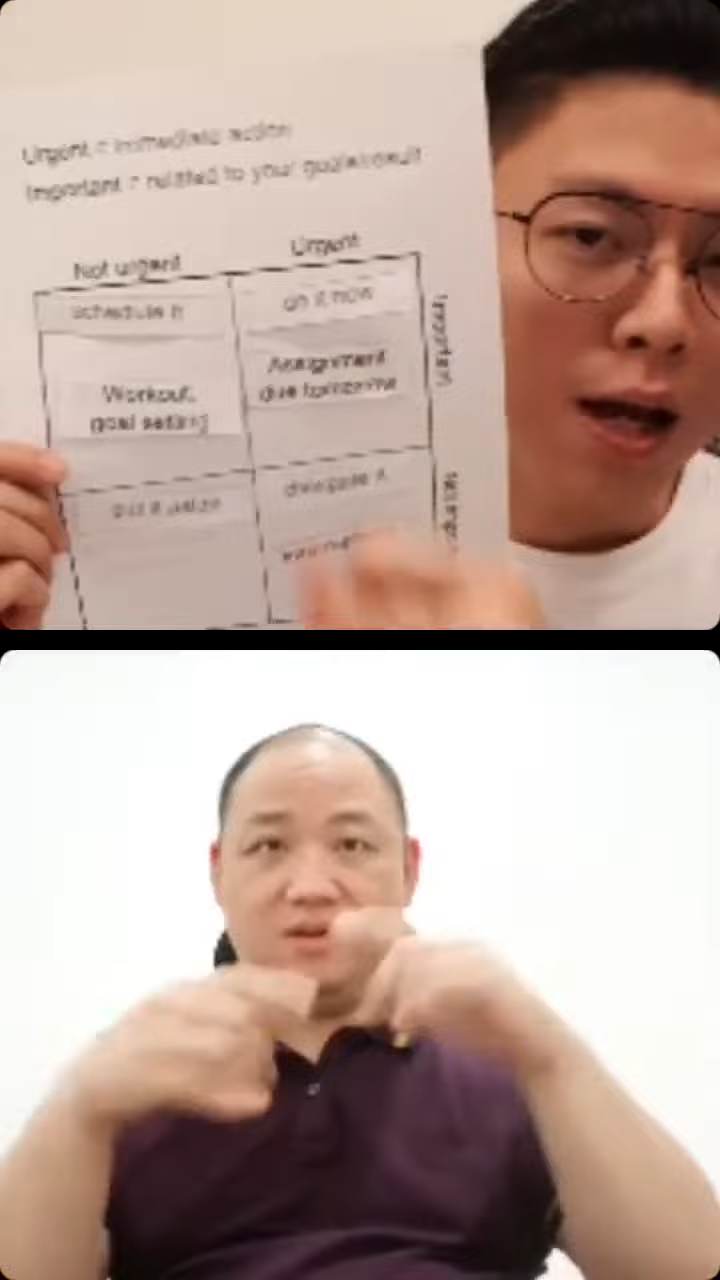 Urgent = immediate action
Important = related to your goal/result
Not urgent
Urgent
schedule it
do it now
Important
Workout,
goal setting
Assignment
due tomorrow
delegate it